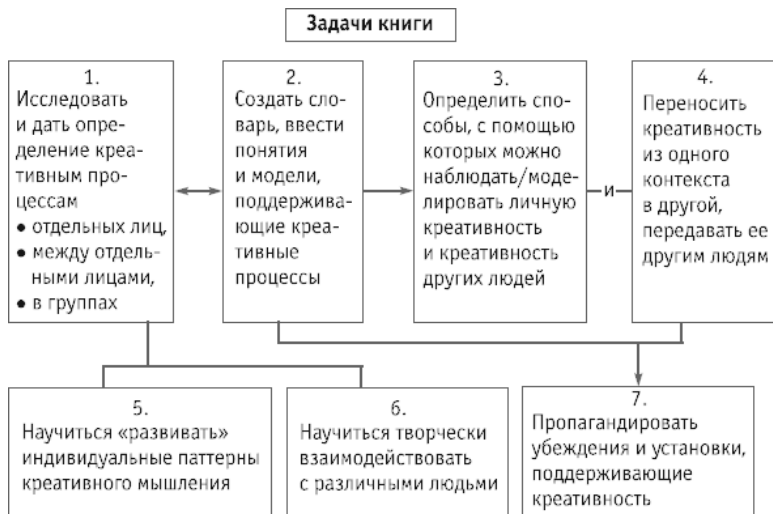 Задачи книги
1.
Исследовать
и дать опре-
деление креа-
тивным про-
цессам
● отдельных лиц,
● между отдель-
ными лицами,
● в группах
2.
Создать сло-
варь, ввести
понятия
и модели,
поддержива-
ющие креа-
тивные
процессы
3.
Определить спо-
собы, с помощью
которых можно
наблюдать/моде-
лировать личную
креативность
и креативность
других людей
и
4.
Переносить
креативность
из одного
контекста
в другой,
передавать ее
другим людям
5.
Научиться «развивать»
индивидуальные паттерны
креативного мышления
6.
Научиться творчески
взаимодействовать
с различными людьми
7.
Пропагандировать
убеждения и установки,
поддерживающие
креативность